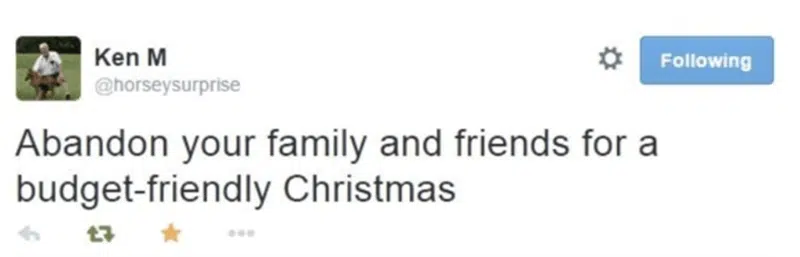 Ken M
@horseysurprise
Following
Abandon your family and friends for a
budget-friendly Christmas